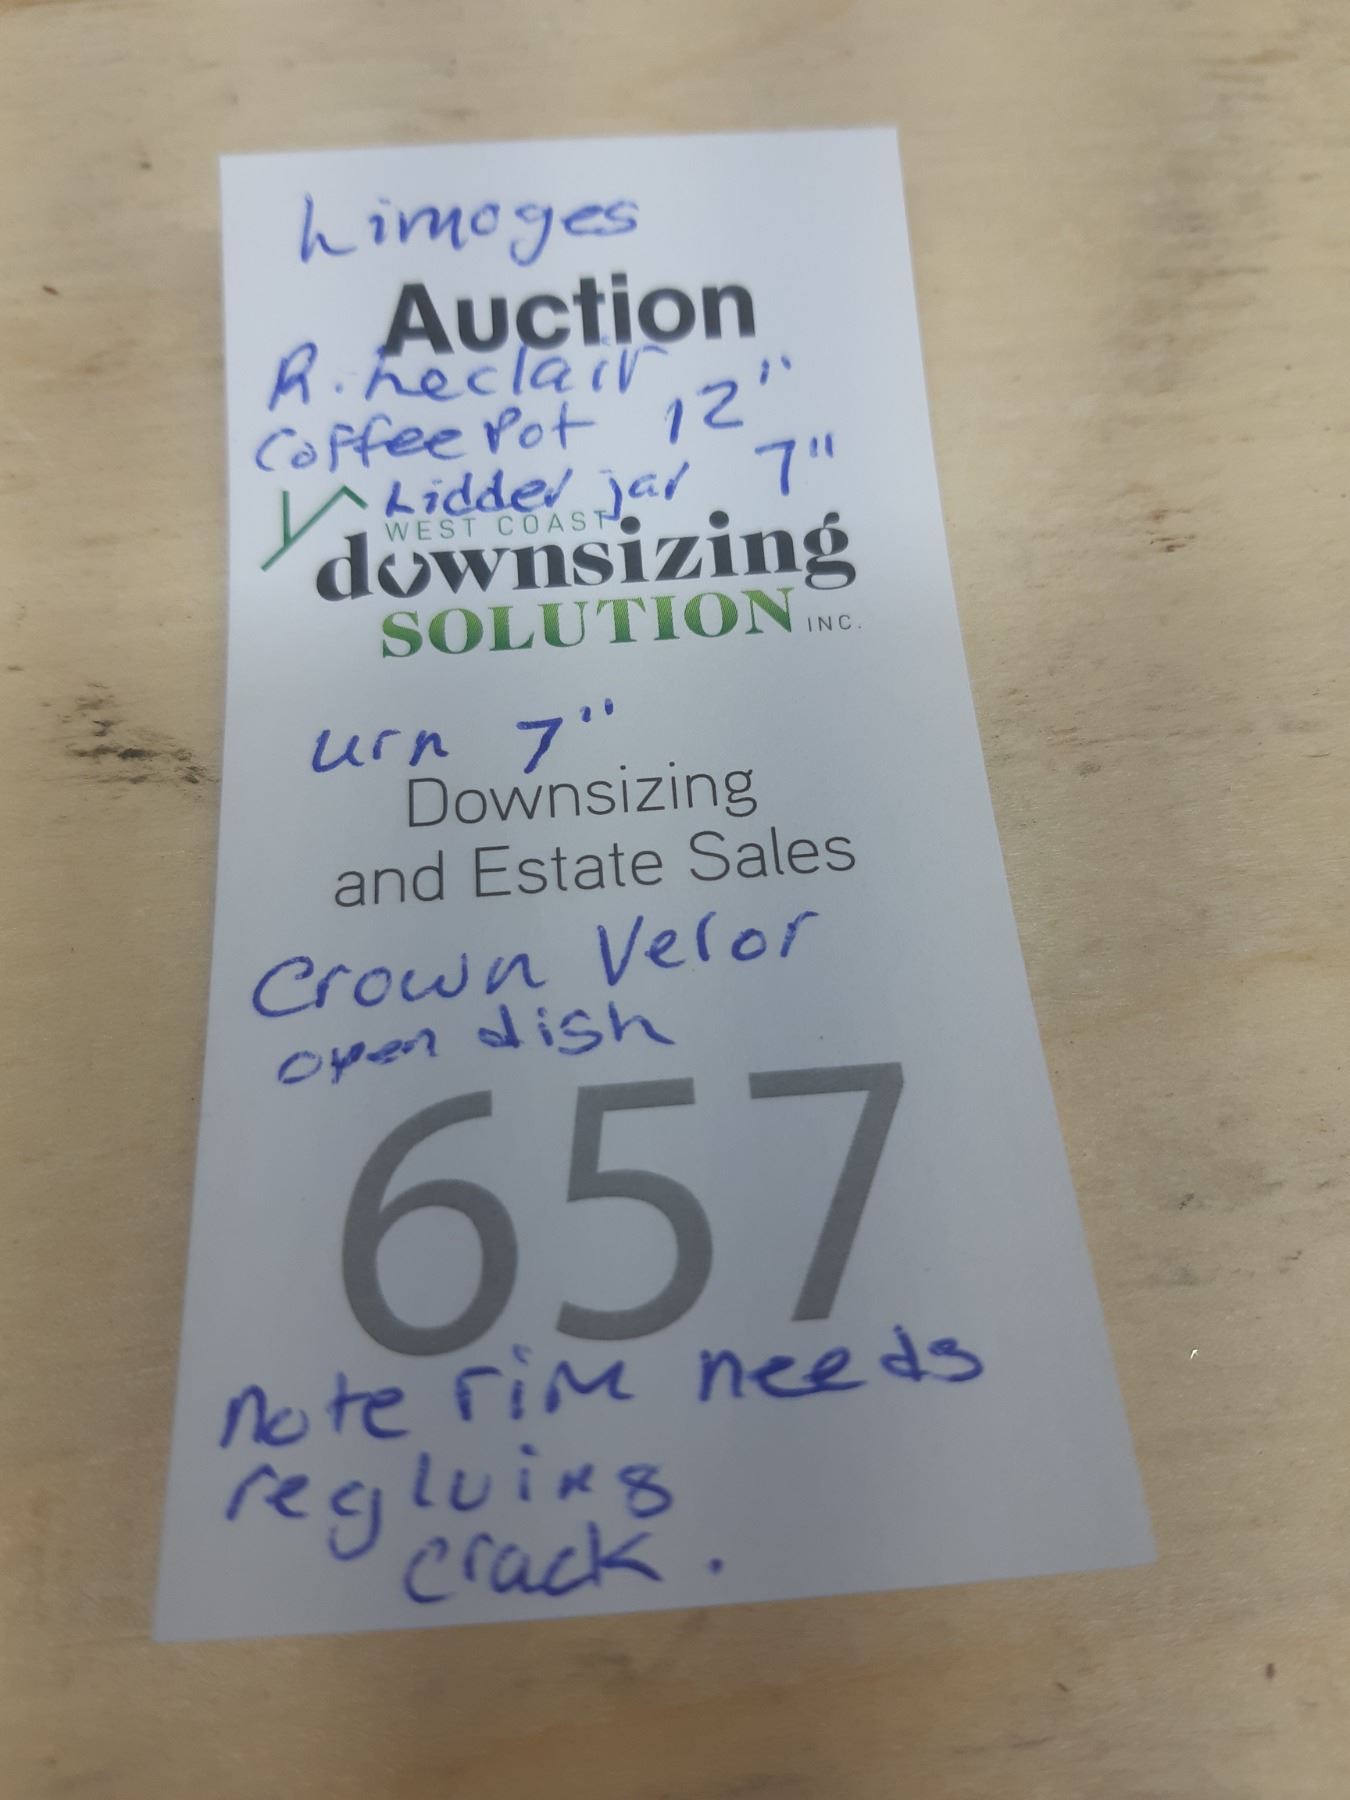 Limoges
Auction
R. Leclair
Coffee Pot 12"
Lidded jar 7"
WEST COAST
downsizing
SOLUTION INC.
urn 7"
Downsizing
and Estate Sales
Crown Velor
open dish
657
note rim needs
regluing
crack.